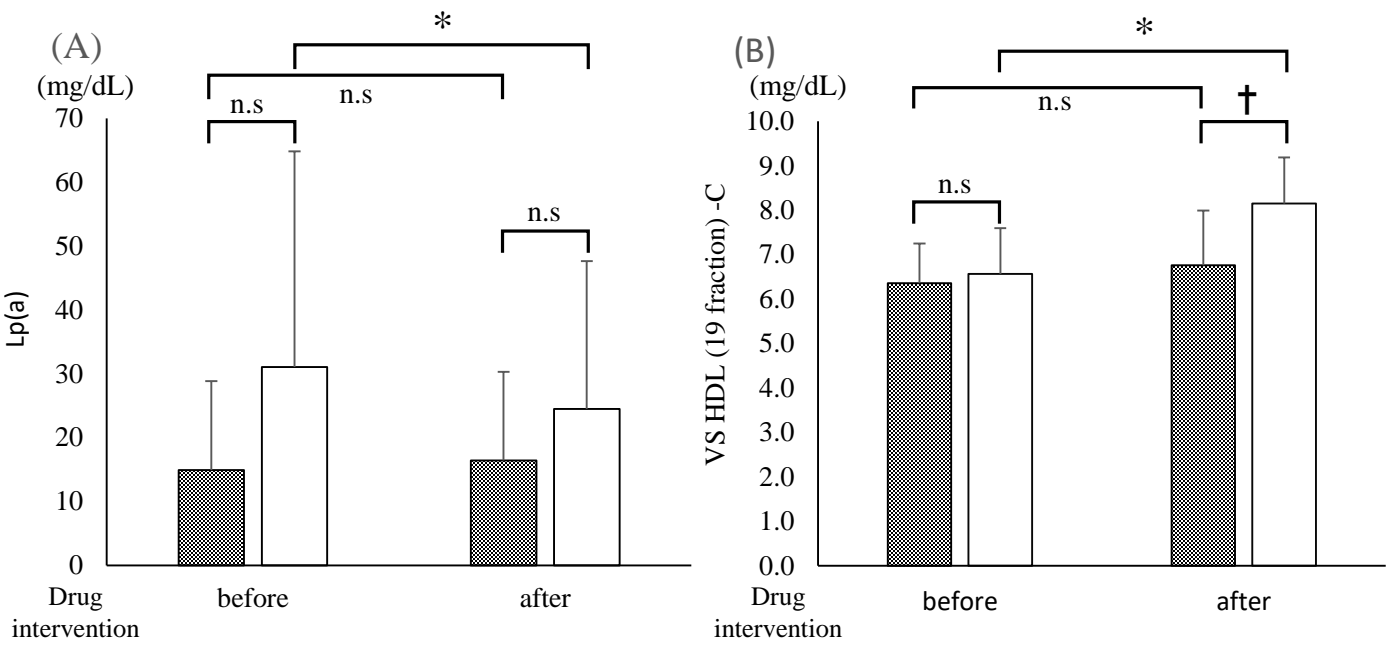 (A)
(mg/dL)
*
n.s
n.s
n.s
70
60
50
40
30
20
10
0
Lp(a)
Drug
intervention
before
after
(B)
(mg/dL)
*
n.s
†
n.s
10.0
9.0
8.0
7.0
6.0
5.0
4.0
3.0
2.0
1.0
0.0
VS HDL (19 fraction) -C
Drug
intervention
before
after